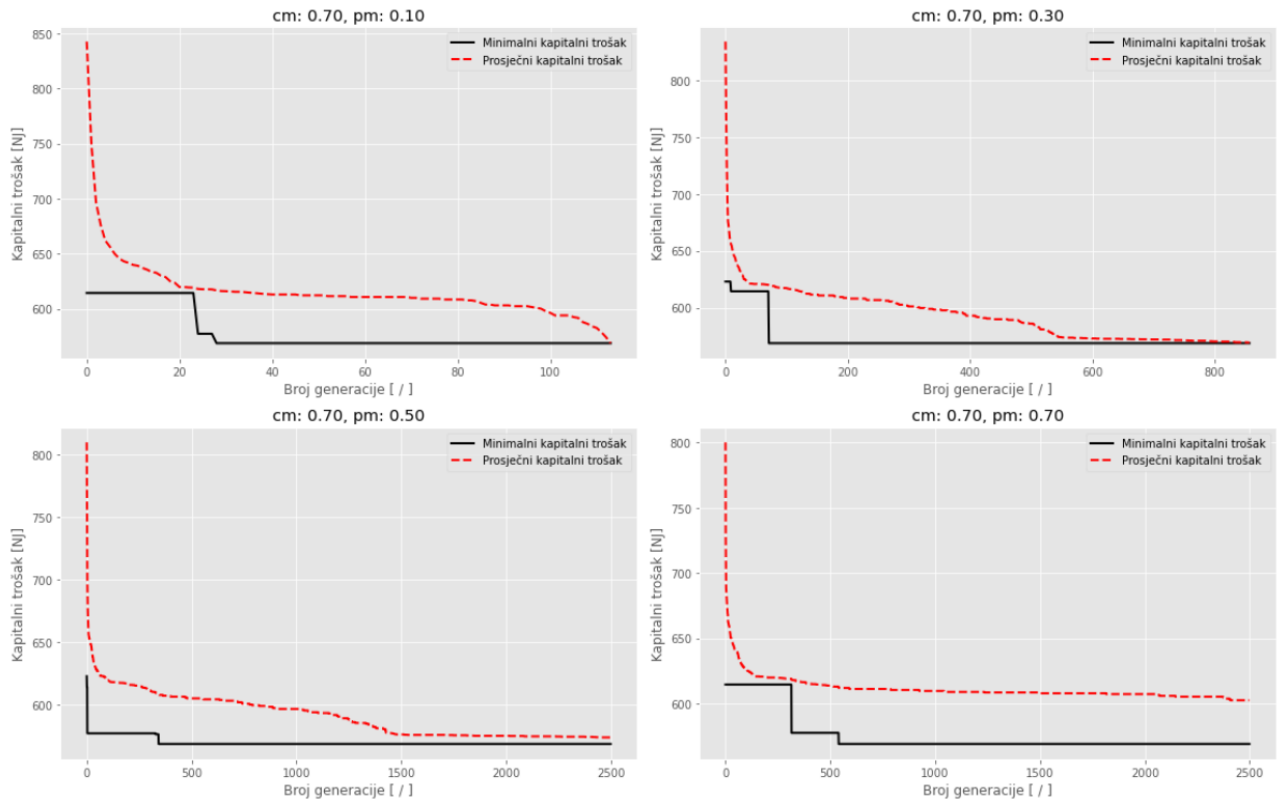 cm: 0.70, pm: 0.10
850
800
750
700
650
600
Kapitalni trošak [NJ]
Minimalni kapitalni trošak
Prosječni kapitalni trošak
0 20 40 60 80 100
Broj generacije [ / ]
cm: 0.70, pm: 0.30
800
750
700
650
600
Kapitalni trošak [NJ]
Minimalni kapitalni trošak
Prosječni kapitalni trošak
0 200 400 600 800
Broj generacije [ / ]
cm: 0.70, pm: 0.50
800
750
700
650
600
Kapitalni trošak [NJ]
Minimalni kapitalni trošak
Prosječni kapitalni trošak
0 500 1000 1500 2000 2500
Broj generacije [ / ]
cm: 0.70, pm: 0.70
800
750
700
650
600
Kapitalni trošak [NJ]
Minimalni kapitalni trošak
Prosječni kapitalni trošak
0 500 1000 1500 2000 2500
Broj generacije [ / ]